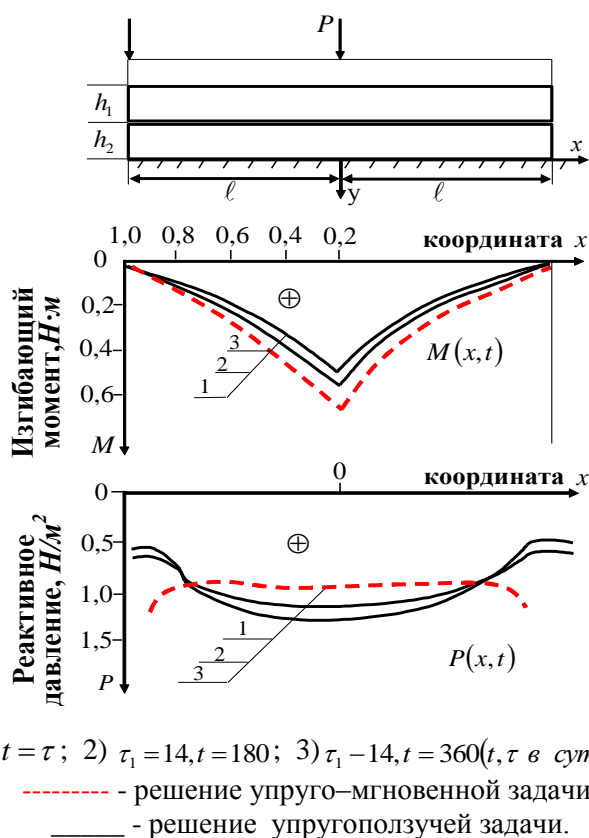 P
h₁
h₂
x
ℓ y ℓ
1,0 0,8 0,6 0,4 0,2 координата x
0
0,2
0,4
0,6
M
Изгибающий момент, Н·м
⊕
3
2
1
M(x,t)
0 координата x
0
0,5
1,0
1,5
P
Реактивное давление, Н/м²
⊕
1
2
3
P(x,t)
t = τ ; 2) τ₁ = 14, t = 180 ; 3) τ₁ − 14, t = 360(t, τ в сут
--------- - решение упруго–мгновенной задачи
______ - решение упругоползучей задачи.